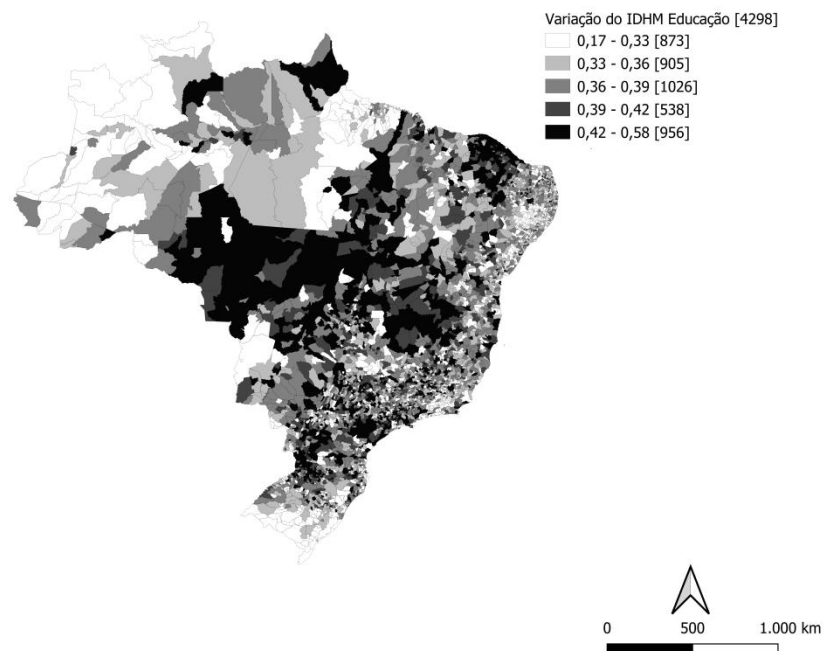 Variação do IDHM Educação [4298]
0,17 - 0,33 [873]
0,33 - 0,36 [905]
0,36 - 0,39 [1026]
0,39 - 0,42 [538]
0,42 - 0,58 [956]
0 500 1.000 km